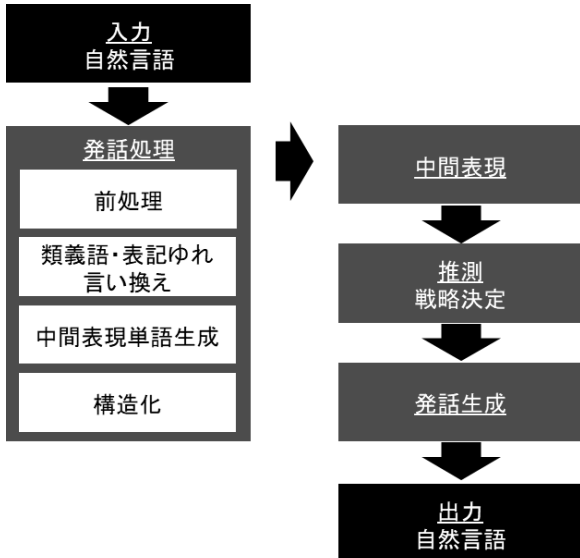 入力
自然言語
発話処理
前処理
類義語・表記ゆれ
言い換え
中間表現単語生成
構造化
中間表現
推測
戦略決定
発話生成
出力
自然言語